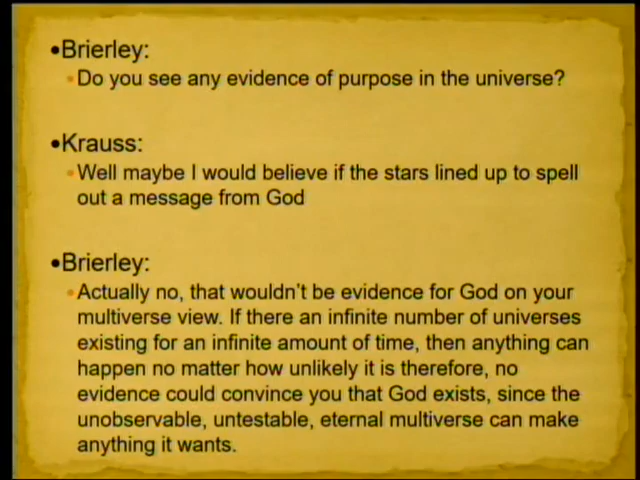 •Brierley:
•Do you see any evidence of purpose in the universe?
•Krauss:
•Well maybe I would believe if the stars lined up to spell
out a message from God
•Brierley:
•Actually no, that wouldn't be evidence for God on your
multiverse view. If there an infinite number of universes
existing for an infinite amount of time, then anything can
happen no matter how unlikely it is therefore, no
evidence could convince you that God exists, since the
unobservable, untestable, eternal multiverse can make
anything it wants.